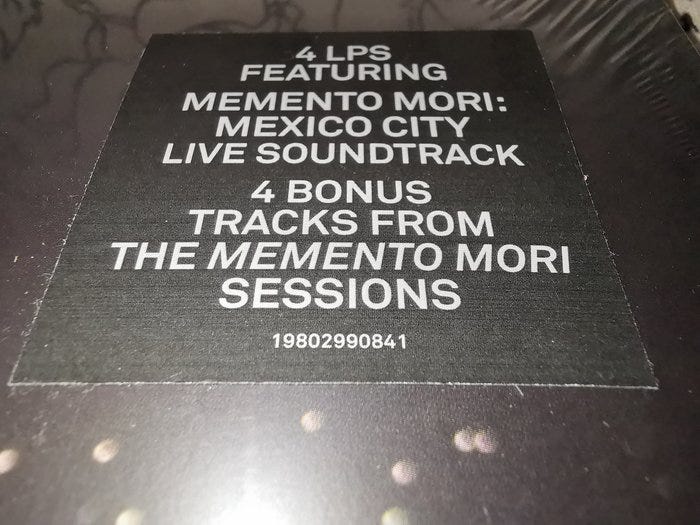 4 LPS
FEATURING
MEMENTO MORI:
MEXICO CITY
LIVE SOUNDTRACK
4 BONUS
TRACKS FROM
THE MEMENTO MORI
SESSIONS
19802990841